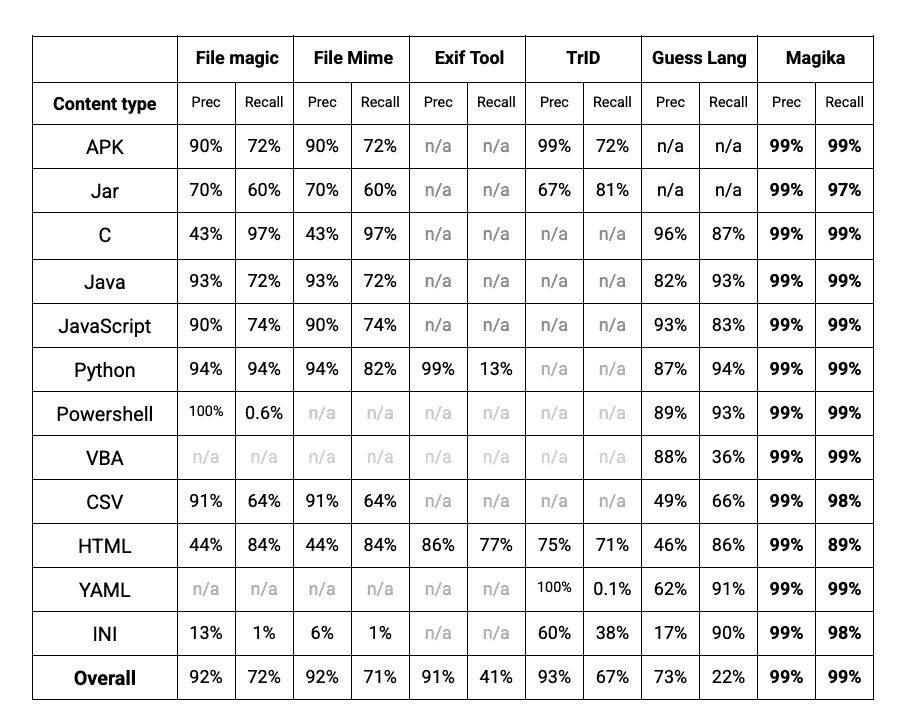 File magic File Mime Exif Tool TrID Guess Lang Magika
Content type Prec Recall Prec Recall Prec Recall Prec Recall Prec Recall Prec Recall
APK 90% 72% 90% 72% n/a n/a 99% 72% n/a n/a 99% 99%
Jar 70% 60% 70% 60% n/a n/a 67% 81% n/a n/a 99% 97%
C 43% 97% 43% 97% n/a n/a n/a n/a 96% 87% 99% 99%
Java 93% 72% 93% 72% n/a n/a n/a n/a 82% 93% 99% 99%
JavaScript 90% 74% 90% 74% n/a n/a n/a n/a 93% 83% 99% 99%
Python 94% 94% 94% 82% 99% 13% n/a n/a 87% 94% 99% 99%
Powershell 100% 0.6% n/a n/a n/a n/a n/a n/a 89% 93% 99% 99%
VBA n/a n/a n/a n/a n/a n/a n/a n/a 88% 36% 99% 99%
CSV 91% 64% 91% 64% n/a n/a n/a n/a 49% 66% 99% 98%
HTML 44% 84% 44% 84% 86% 77% 75% 71% 46% 86% 99% 89%
YAML n/a n/a n/a n/a n/a n/a 100% 0.1% 62% 91% 99% 99%
INI 13% 1% 6% 1% n/a n/a 60% 38% 17% 90% 99% 98%
Overall 92% 72% 92% 71% 91% 41% 93% 67% 73% 22% 99% 99%